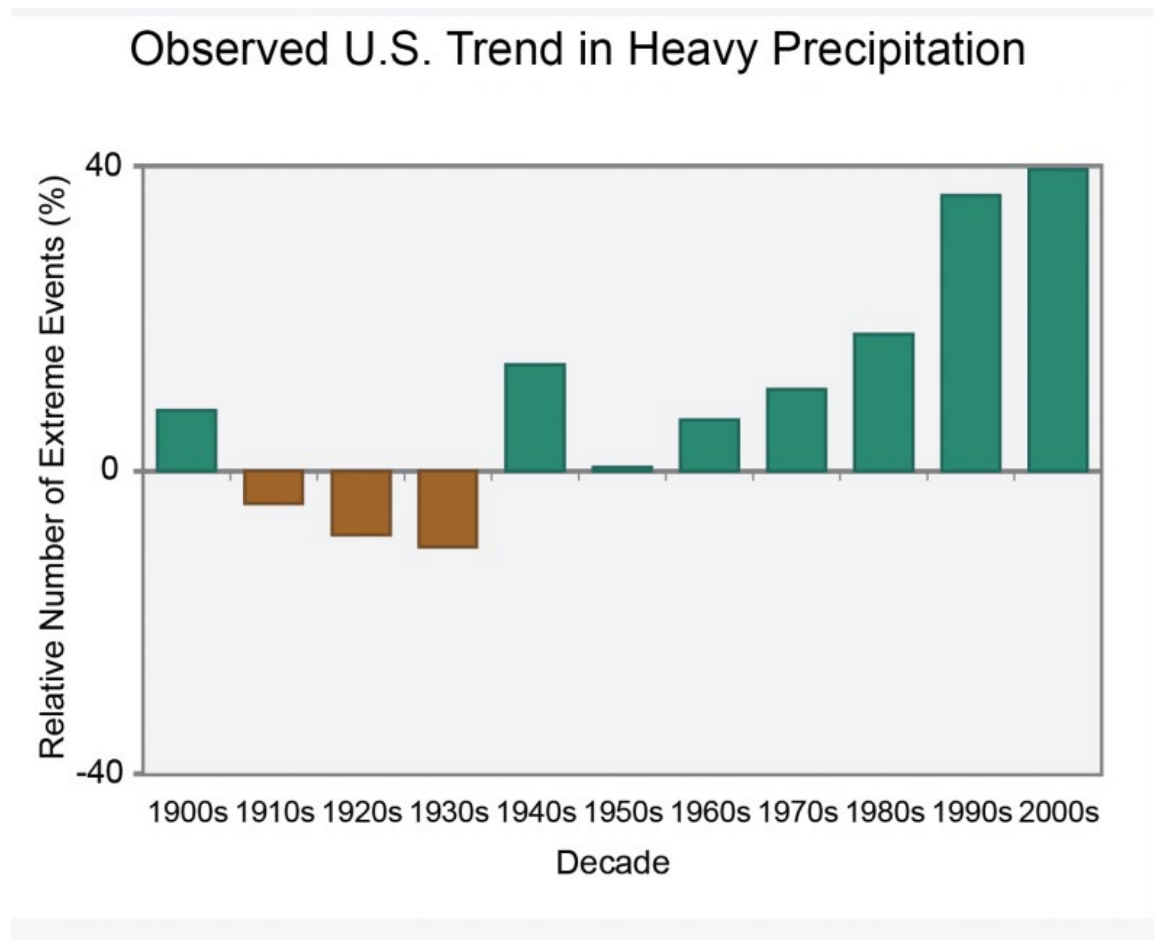 Observed U.S. Trend in Heavy Precipitation
Relative Number of Extreme Events (%)
40
0
-40
1900s 1910s 1920s 1930s 1940s 1950s 1960s 1970s 1980s 1990s 2000s
Decade